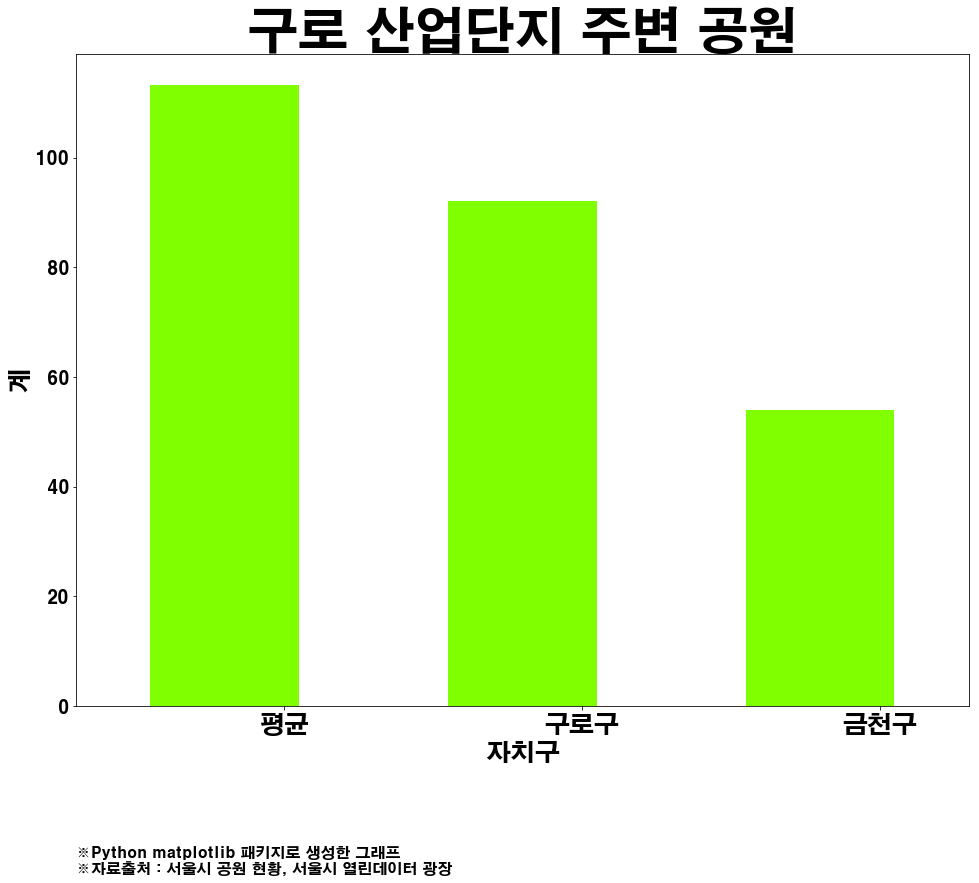 구로 산업단지 주변 공원
계
100
80
60
40
20
0
평균 구로구 금천구
자치구
※Python matplotlib 패키지로 생성한 그래프
※자료출처 : 서울시 공원 현황, 서울시 열린데이터 광장